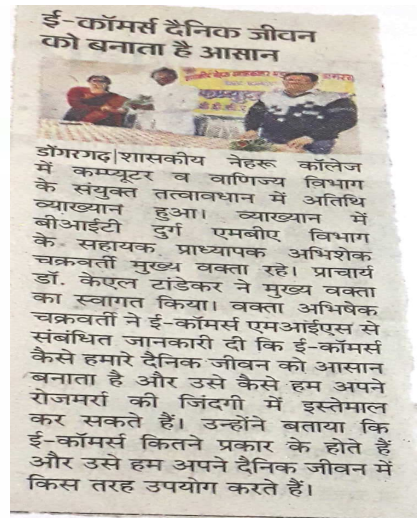 ई-कॉमर्स दैनिक जीवन
को बनाता है आसान
डोंगरगढ़|शासकीय नेहरू कॉलेज
में कम्प्यूटर व वाणिज्य विभाग
के संयुक्त तत्वावधान में अतिथि
व्याख्यान हुआ। व्याख्यान में
बीआईटी दुर्ग एमबीए विभाग
के सहायक प्राध्यापक अभिशेक
चक्रवर्ती मुख्य वक्ता रहे। प्राचार्य
डॉ. केएल टांडेकर ने मुख्य वक्ता
का स्वागत किया। वक्ता अभिषेक
चक्रवर्ती ने ई-कॉमर्स एमआईएस से
संबंधित जानकारी दी कि ई-कॉमर्स
कैसे हमारे दैनिक जीवन को आसान
बनाता है और उसे कैसे हम अपने
रोजमर्रा की जिंदगी में इस्तेमाल
कर सकते हैं। उन्होंने बताया कि
ई-कॉमर्स कितने प्रकार के होते हैं
और उसे हम अपने दैनिक जीवन में
किस तरह उपयोग करते हैं।